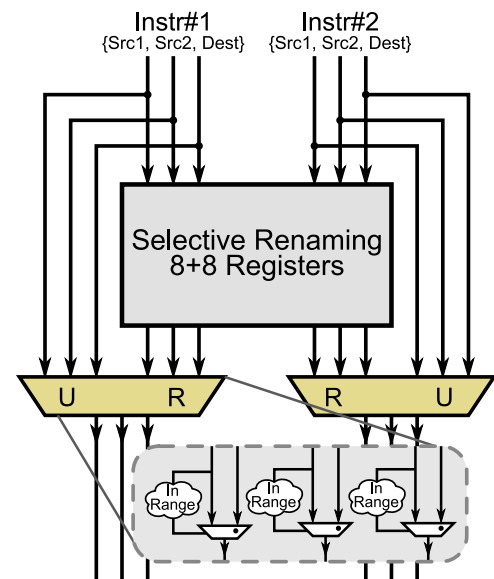 Instr#1
{Src1, Src2, Dest}
Instr#2
{Src1, Src2, Dest}
Selective Renaming
8+8 Registers
U
R
R
U
In
Range
In
Range
In
Range